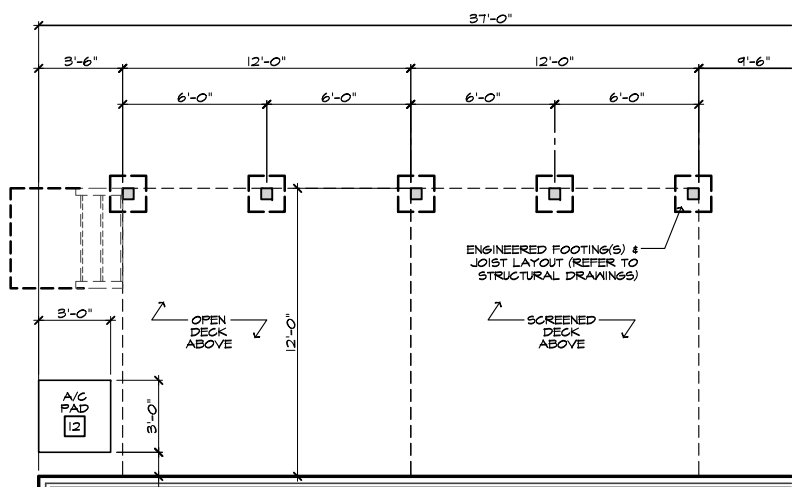 37'-0"
3'-6"
12'-0"
12'-0"
9'-6"
6'-0"
6'-0"
6'-0"
6'-0"
ENGINEERED FOOTING(S) &
JOIST LAYOUT (REFER TO
STRUCTURAL DRAWINGS)
3'-0"
OPEN
DECK
ABOVE
12'-0"
SCREENED
DECK
ABOVE
A/C
PAD
12
3'-0"